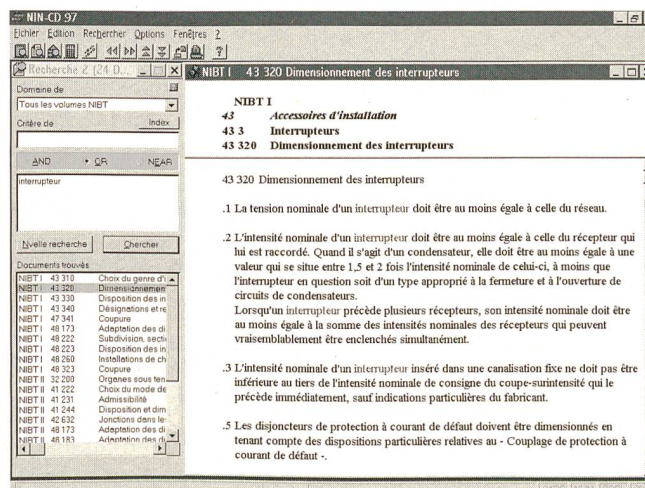 NIN-CD 97
Fichier Edition Rechercher Options Fenêtres ?
Recherche 2 (24 D...
Domaine de
Tous les volumes NIBT
Critère de
Index
AND OR NEAR
interrupteur
Nvelle recherche
Chercher
Documents trouvés
NIBT I 43 310 Choix du genre d'i
NIBT I 43 320 Dimensionnemen
NIBT I 43 330 Disposition des in
NIBT I 43 340 Désignations et re
NIBT I 47 341 Coupure
NIBT I 48 173 Adaptation des di
NIBT I 48 222 Subdivision, secti
NIBT I 48 223 Disposition des in
NIBT I 48 260 Installations de ch
NIBT I 48 323 Coupure
NIBT II 32 200 Organes sous ten
NIBT II 41 222 Choix du mode de
NIBT II 41 231 Admissibilité
NIBT II 41 244 Disposition et dim
NIBT II 42 632 Jonctions dans le
NIBT II 48 173 Adaptation des di
NIBT II 48 183 Adaptation des di
NIBT I 43 320 Dimensionnement des interrupteurs
NIBT I
43 Accessoires d'installation
43 3 Interrupteurs
43 320 Dimensionnement des interrupteurs
43 320 Dimensionnement des interrupteurs
.1 La tension nominale d'un interrupteur doit être au moins égale à celle du réseau.
.2 L'intensité nominale d'un interrupteur doit être au moins égale à celle du récepteur qui
lui est raccordé. Quand il s'agit d'un condensateur, elle doit être au moins égale à une
valeur qui se situe entre 1,5 et 2 fois l'intensité nominale de celui-ci, à moins que
l'interrupteur en question soit d'un type approprié à la fermeture et à l'ouverture de
circuits de condensateurs.
Lorsqu'un interrupteur précède plusieurs récepteurs, son intensité nominale doit être
au moins égale à la somme des intensités nominales des récepteurs qui peuvent
vraisemblablement être enclenchés simultanément.
.3 L'intensité nominale d'un interrupteur inséré dans une canalisation fixe ne doit pas être
inférieure au tiers de l'intensité nominale de consigne du coupe-surintensité qui le
précède immédiatement, sauf indications particulières du fabricant.
.5 Les disjoncteurs de protection à courant de défaut doivent être dimensionnés en
tenant compte des dispositions particulières relatives au - Couplage de protection à
courant de défaut -.